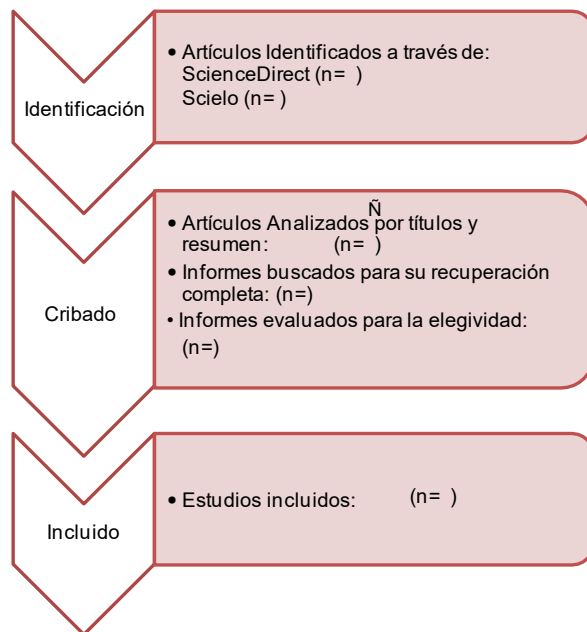 Identificación
• Artículos Identificados a través de:
ScienceDirect (n= )
Scielo (n= )
Cribado
Ñ
• Artículos Analizados por títulos y
resumen: (n= )
• Informes buscados para su recuperación
completa: (n=)
• Informes evaluados para la elegividad:
(n=)
Incluido
• Estudios incluidos: (n= )